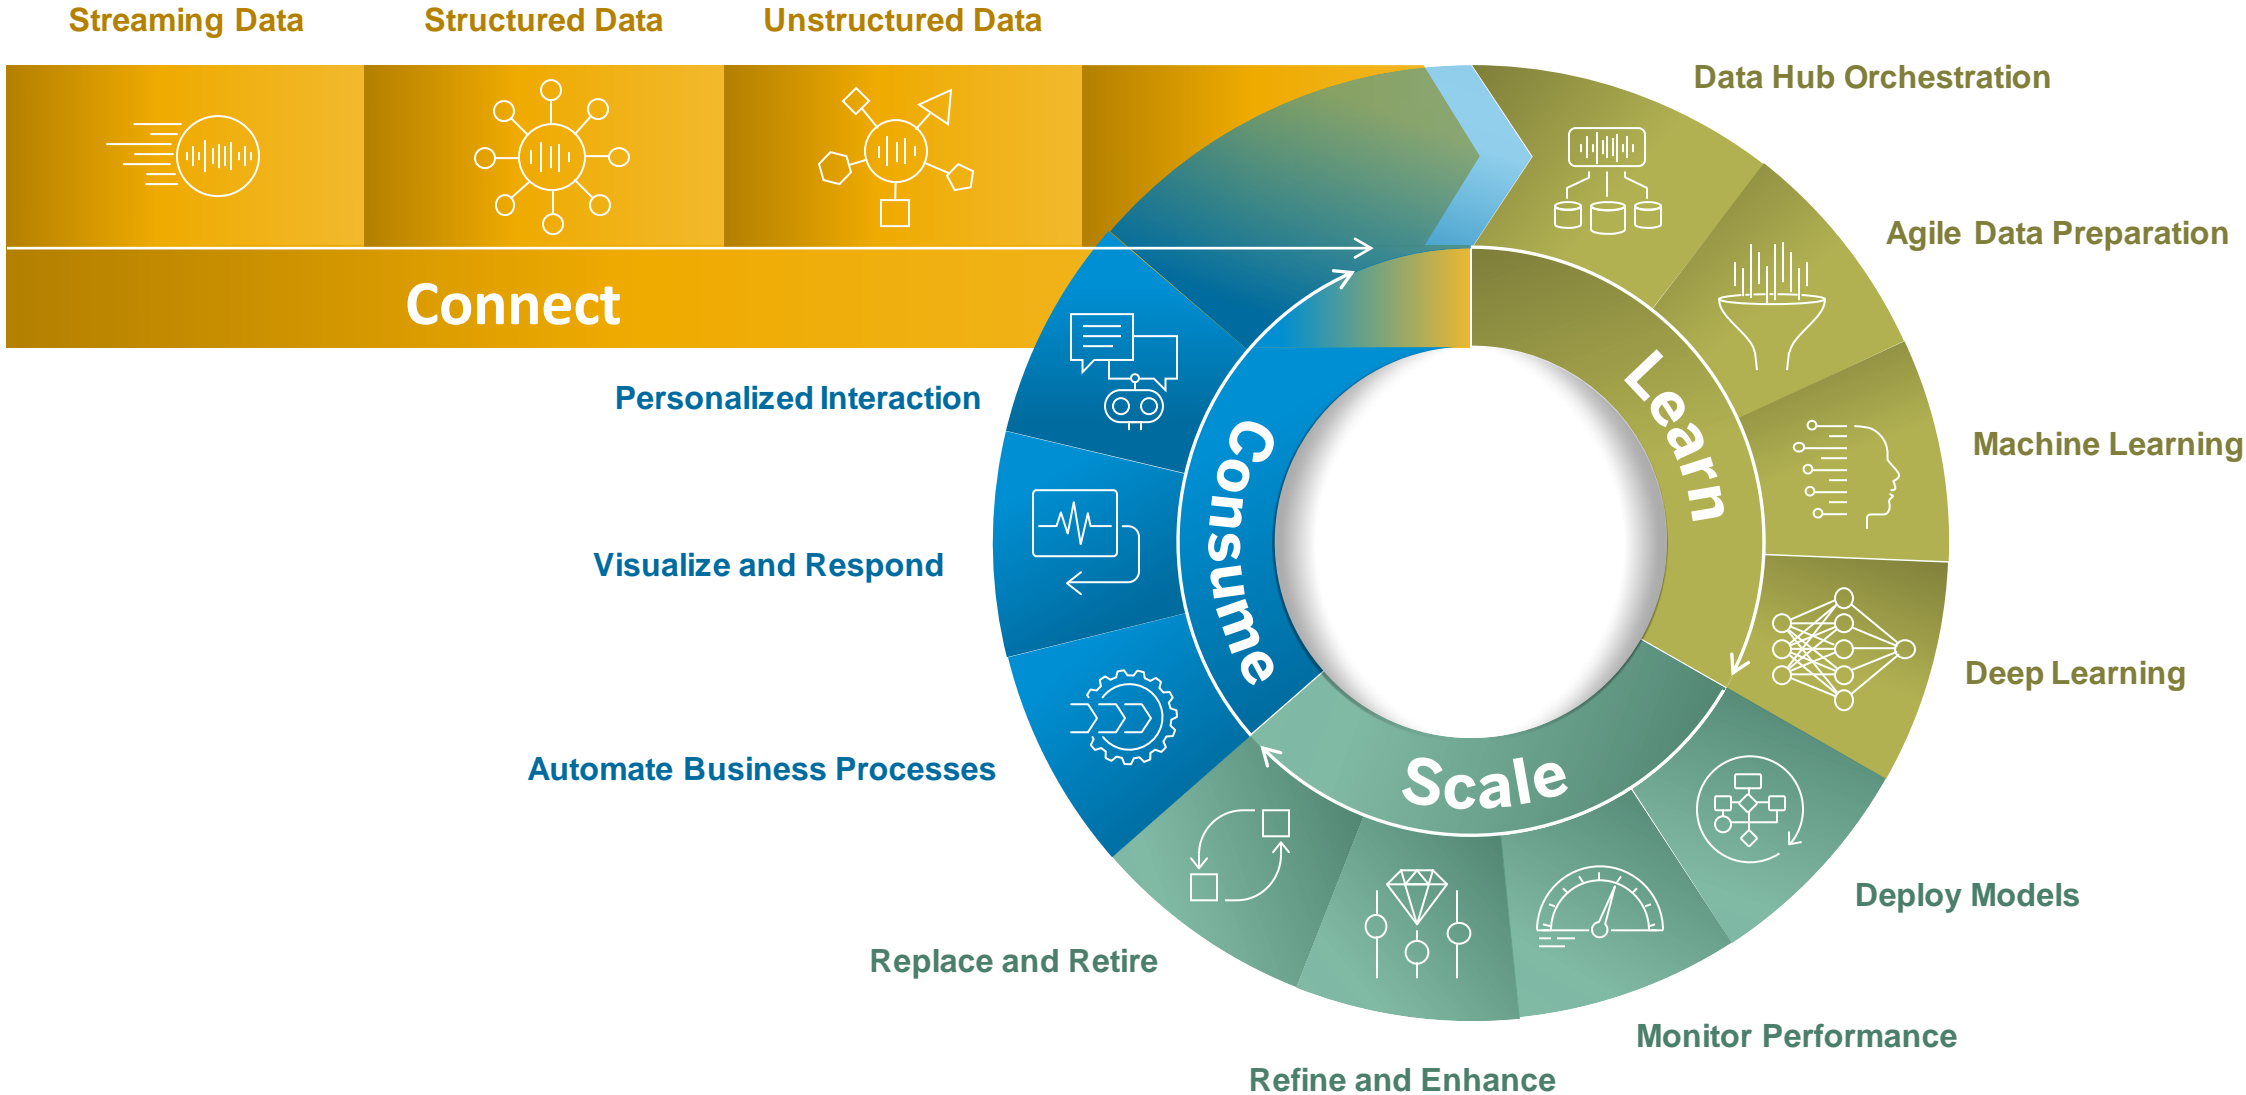 Streaming Data
Structured Data
Unstructured Data
Connect
Data Hub Orchestration
Agile Data Preparation
Machine Learning
Deep Learning
Learn
Deploy Models
Monitor Performance
Refine and Enhance
Replace and Retire
Scale
Automate Business Processes
Visualize and Respond
Personalized Interaction
Consume